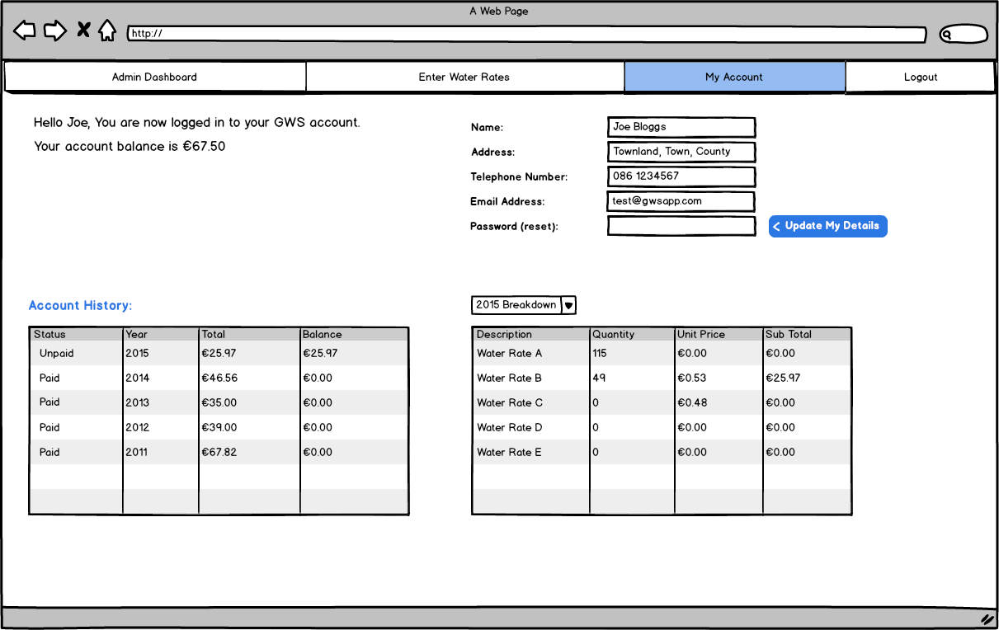 A Web Page
http://
Admin Dashboard Enter Water Rates My Account Logout
Hello Joe, You are now logged in to your GWS account.
Your account balance is €67.50
Name: Joe Bloggs
Address: Townland, Town, County
Telephone Number: 086 1234567
Email Address: test@gwsapp.com
Password (reset): Update My Details
Account History:
Status Year Total Balance
Unpaid 2015 €25.97 €25.97
Paid 2014 €46.56 €0.00
Paid 2013 €35.00 €0.00
Paid 2012 €39.00 €0.00
Paid 2011 €67.82 €0.00
2015 Breakdown
Description Quantity Unit Price Sub Total
Water Rate A 115 €0.00 €0.00
Water Rate B 49 €0.53 €25.97
Water Rate C 0 €0.48 €0.00
Water Rate D 0 €0.00 €0.00
Water Rate E 0 €0.00 €0.00